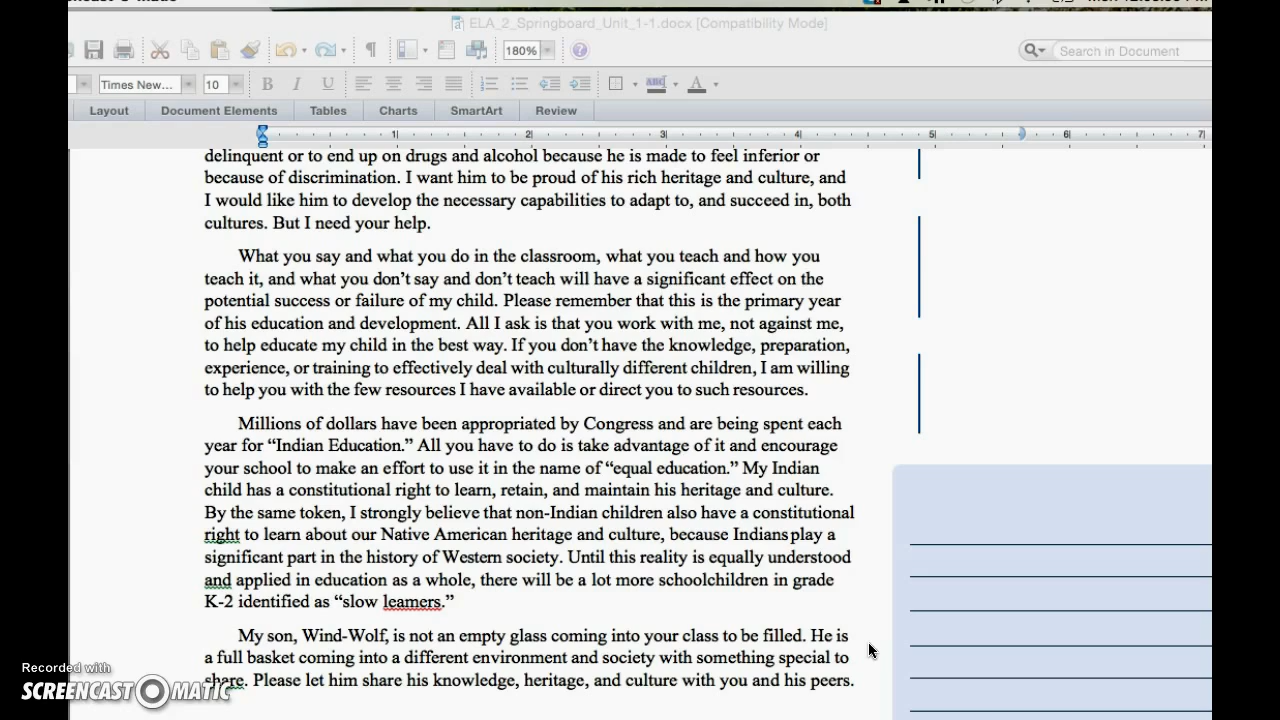 ELA_2_Springboard_Unit_1-1.docx [Compatibility Mode]
180%
Search in Document
Times New...
10
B I U
ABC
A
Layout Document Elements Tables Charts SmartArt Review
1 2 3 4 5 6 7
delinquent or to end up on drugs and alcohol because he is made to feel inferior or
because of discrimination. I want him to be proud of his rich heritage and culture, and
I would like him to develop the necessary capabilities to adapt to, and succeed in, both
cultures. But I need your help.
What you say and what you do in the classroom, what you teach and how you
teach it, and what you don’t say and don’t teach will have a significant effect on the
potential success or failure of my child. Please remember that this is the primary year
of his education and development. All I ask is that you work with me, not against me,
to help educate my child in the best way. If you don’t have the knowledge, preparation,
experience, or training to effectively deal with culturally different children, I am willing
to help you with the few resources I have available or direct you to such resources.
Millions of dollars have been appropriated by Congress and are being spent each
year for “Indian Education.” All you have to do is take advantage of it and encourage
your school to make an effort to use it in the name of “equal education.” My Indian
child has a constitutional right to learn, retain, and maintain his heritage and culture.
By the same token, I strongly believe that non-Indian children also have a constitutional
right to learn about our Native American heritage and culture, because Indians play a
significant part in the history of Western society. Until this reality is equally understood
and applied in education as a whole, there will be a lot more schoolchildren in grade
K-2 identified as “slow leamers.”
My son, Wind-Wolf, is not an empty glass coming into your class to be filled. He is
a full basket coming into a different environment and society with something special to
share. Please let him share his knowledge, heritage, and culture with you and his peers.
Recorded with
SCREENCAST-O-MATIC